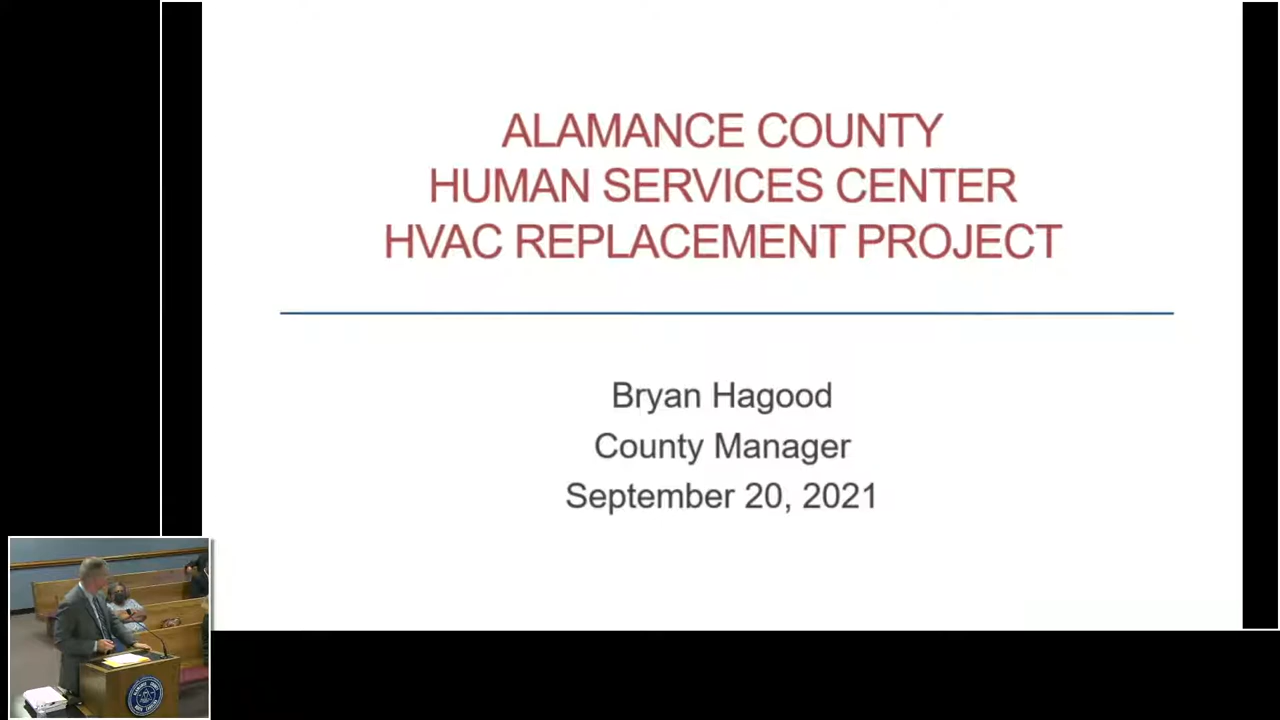 ALAMANCE COUNTY
HUMAN SERVICES CENTER
HVAC REPLACEMENT PROJECT
Bryan Hagood
County Manager
September 20, 2021